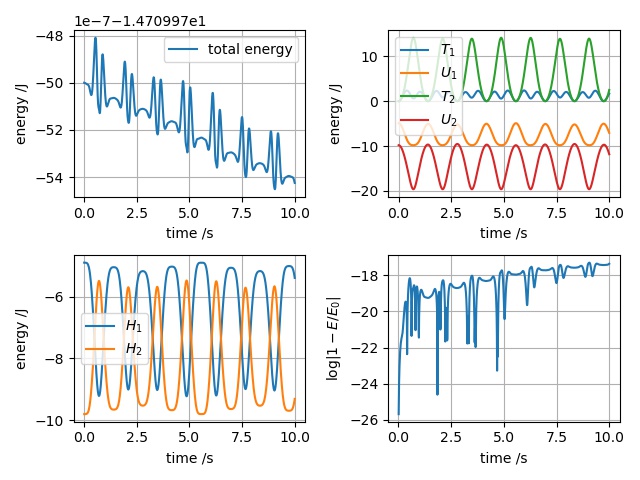 1e-7−1.470997e1
−48
−50
−52
−54
energy /J
total energy
0.0 2.5 5.0 7.5 10.0
time /s
10
0
−10
−20
energy /J
T1
U1
T2
U2
0.0 2.5 5.0 7.5 10.0
time /s
−6
−8
−10
energy /J
H1
H2
0.0 2.5 5.0 7.5 10.0
time /s
−18
−20
−22
−24
−26
log|1 − E/E0|
0.0 2.5 5.0 7.5 10.0
time /s